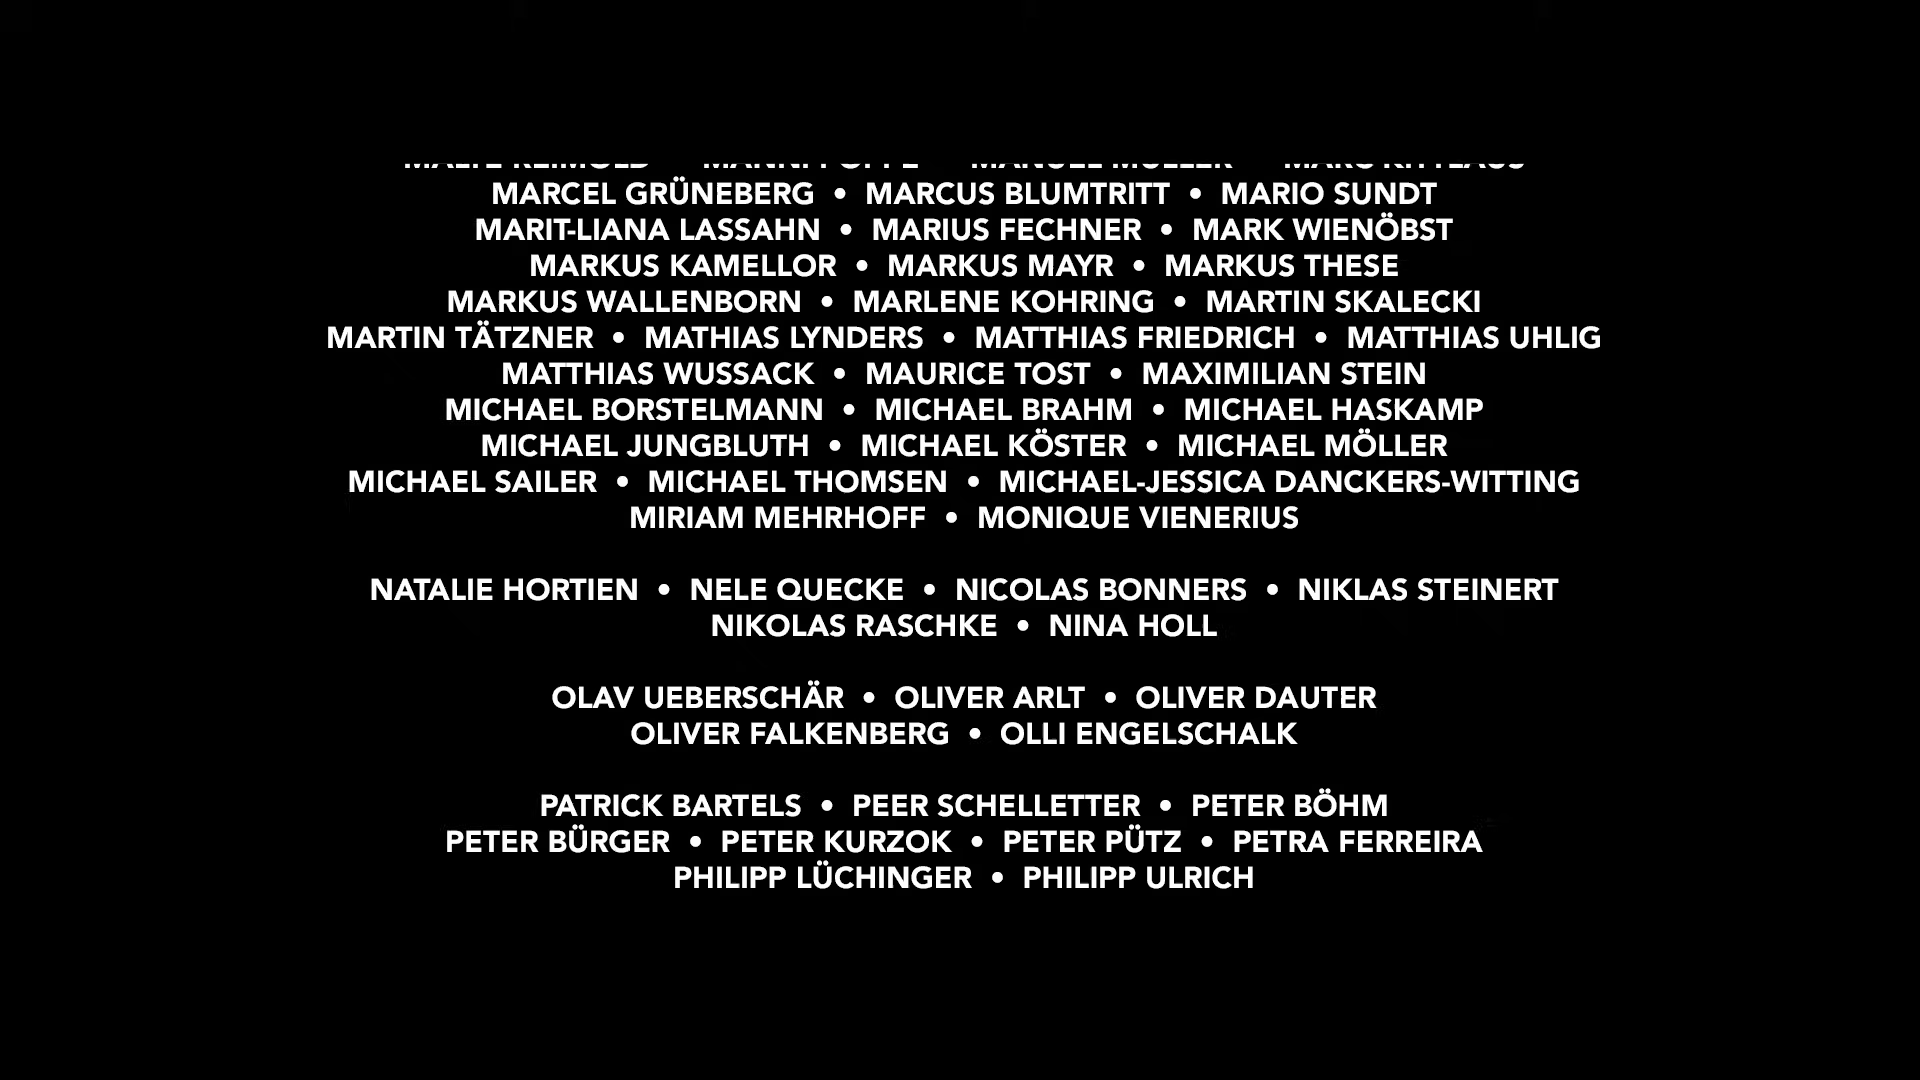 MARCEL GRÜNEBERG • MARCUS BLUMTRITT • MARIO SUNDT
MARIT-LIANA LASSAHN • MARIUS FECHNER • MARK WIENÖBST
MARKUS KAMELLOR • MARKUS MAYR • MARKUS THESE
MARKUS WALLENBORN • MARLENE KOHRING • MARTIN SKALECKI
MARTIN TÄTZNER • MATHIAS LYNDERS • MATTHIAS FRIEDRICH • MATTHIAS UHLIG
MATTHIAS WUSSACK • MAURICE TOST • MAXIMILIAN STEIN
MICHAEL BORSTELMANN • MICHAEL BRAHM • MICHAEL HASKAMP
MICHAEL JUNGBLUTH • MICHAEL KÖSTER • MICHAEL MÖLLER
MICHAEL SAILER • MICHAEL THOMSEN • MICHAEL-JESSICA DANCKERS-WITTING
MIRIAM MEHRHOFF • MONIQUE VIENERIUS
NATALIE HORTIEN • NELE QUECKE • NICOLAS BONNERS • NIKLAS STEINERT
NIKOLAS RASCHKE • NINA HOLL
OLAV UEBERSCHÄR • OLIVER ARLT • OLIVER DAUTER
OLIVER FALKENBERG • OLLI ENGELSCHALK
PATRICK BARTELS • PEER SCHELLETTER • PETER BÖHM
PETER BÜRGER • PETER KURZOK • PETER PÜTZ • PETRA FERREIRA
PHILIPP LÜCHINGER • PHILIPP ULRICH